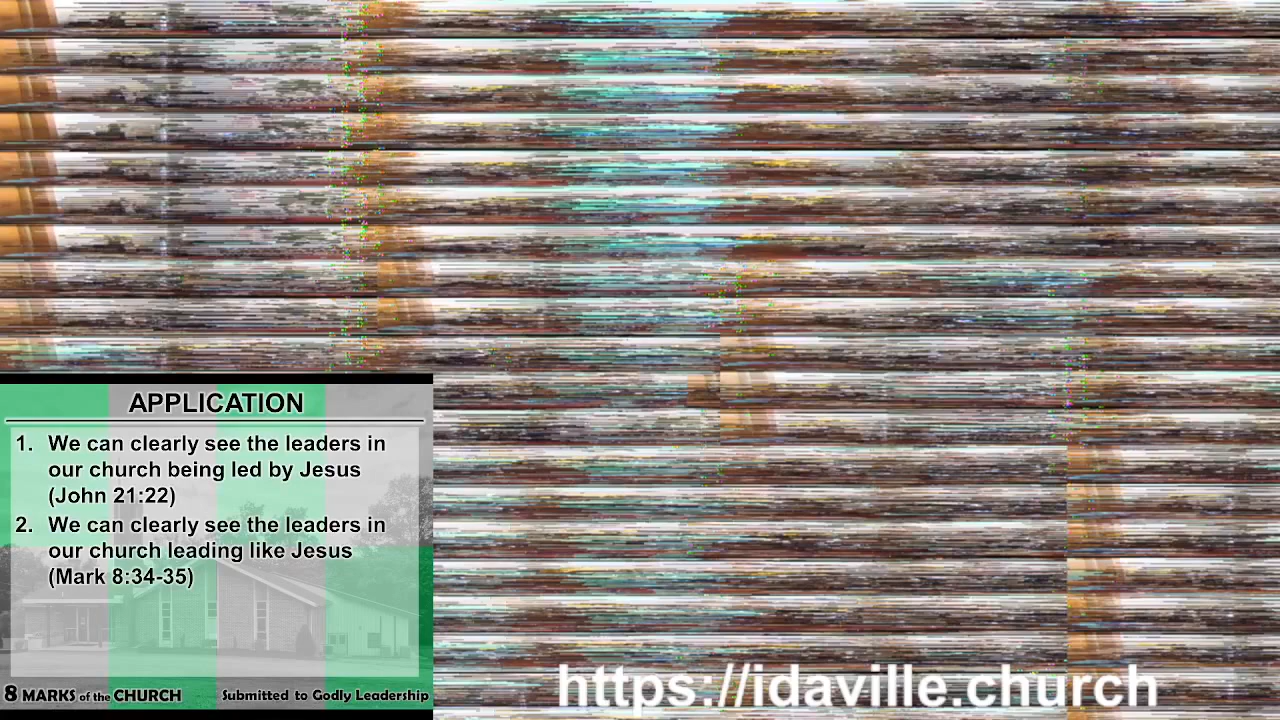 APPLICATION
1. We can clearly see the leaders in
our church being led by Jesus
(John 21:22)
2. We can clearly see the leaders in
our church leading like Jesus
(Mark 8:34-35)
8 MARKS of the CHURCH Submitted to Godly Leadership
https://idaville.church